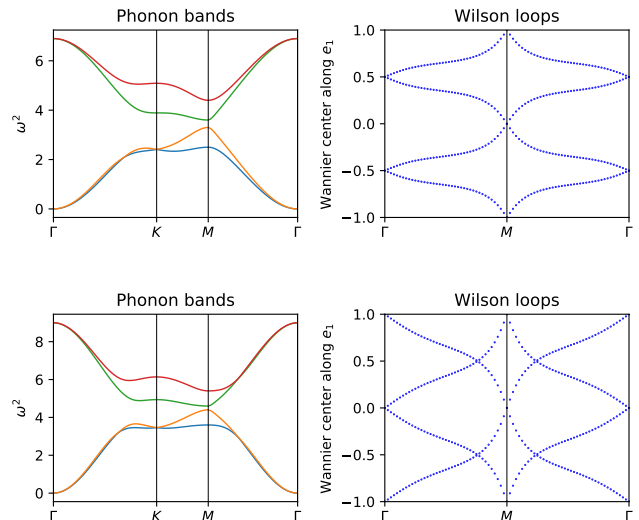 Phonon bands
Wilson loops
ω²
6
4
2
0
Γ
K
M
Γ
Wannier center along e₁
1.0
0.5
0.0
−0.5
−1.0
Γ
M
Γ
Phonon bands
Wilson loops
ω²
8
6
4
2
0
Γ
K
M
Γ
Wannier center along e₁
1.0
0.5
0.0
−0.5
−1.0
Γ
M
Γ